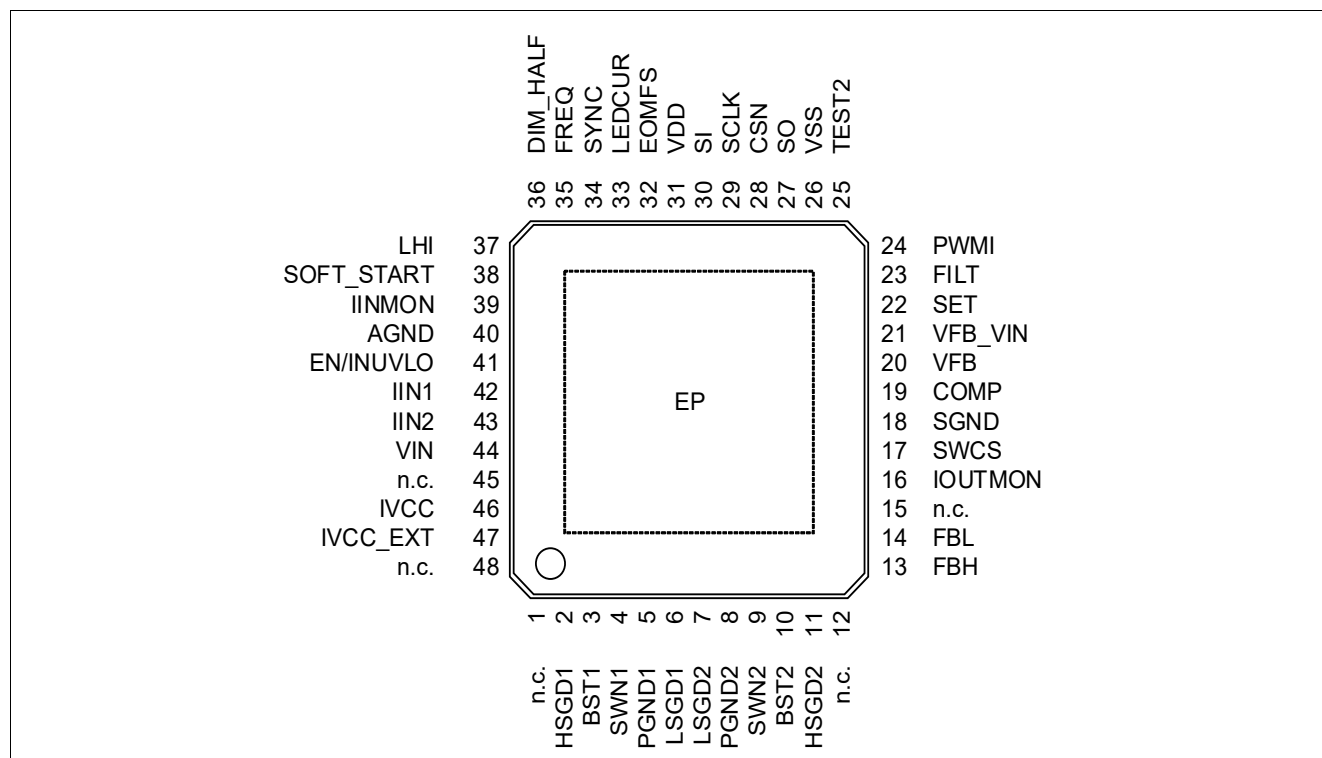 DIM_HALF
FREQ
SYNC
LEDCUR
EOMFS
VDD
SI
SCLK
CSN
SO
VSS
TEST2
36
35
34
33
32
31
30
29
28
27
26
25
LHI 37
SOFT_START 38
IINMON 39
AGND 40
EN/INUVLO 41
IIN1 42
IIN2 43
VIN 44
n.c. 45
IVCC 46
IVCC_EXT 47
n.c. 48
EP
24 PWMI
23 FILT
22 SET
21 VFB_VIN
20 VFB
19 COMP
18 SGND
17 SWCS
16 IOUTMON
15 n.c.
14 FBL
13 FBH
1
2
3
4
5
6
7
8
9
10
11
12
n.c.
HSGD1
BST1
SWN1
PGND1
LSGD1
LSGD2
PGND2
SWN2
BST2
HSGD2
n.c.